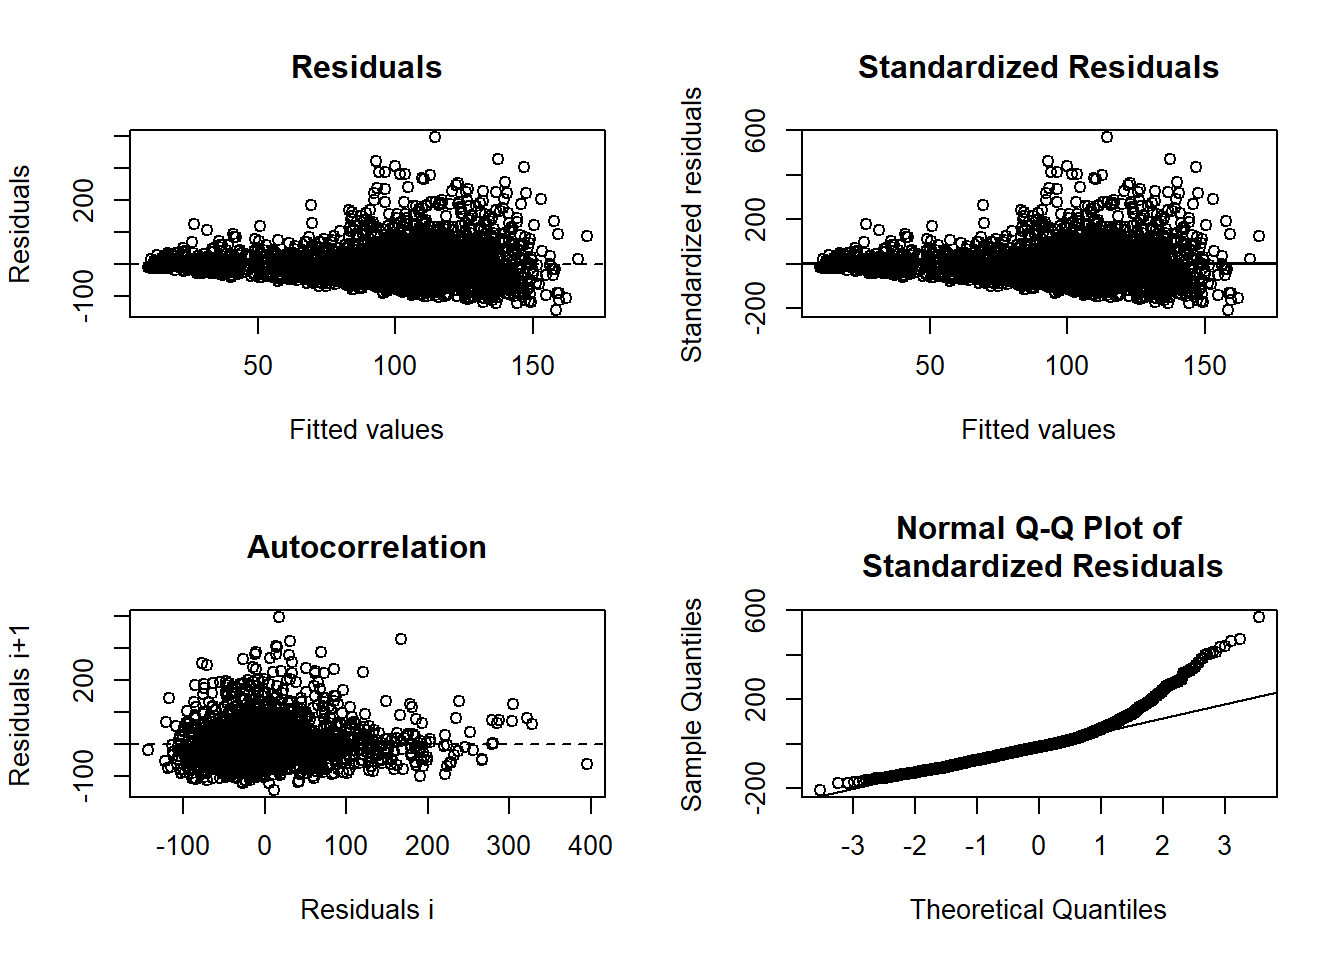 Residuals
Residuals
200
-100
50 100 150
Fitted values
Standardized Residuals
Standardized residuals
600
200
-200
50 100 150
Fitted values
Autocorrelation
Residuals i+1
200
-100
-100 0 100 200 300 400
Residuals i
Normal Q-Q Plot of
Standardized Residuals
Sample Quantiles
600
200
-200
-3 -2 -1 0 1 2 3
Theoretical Quantiles